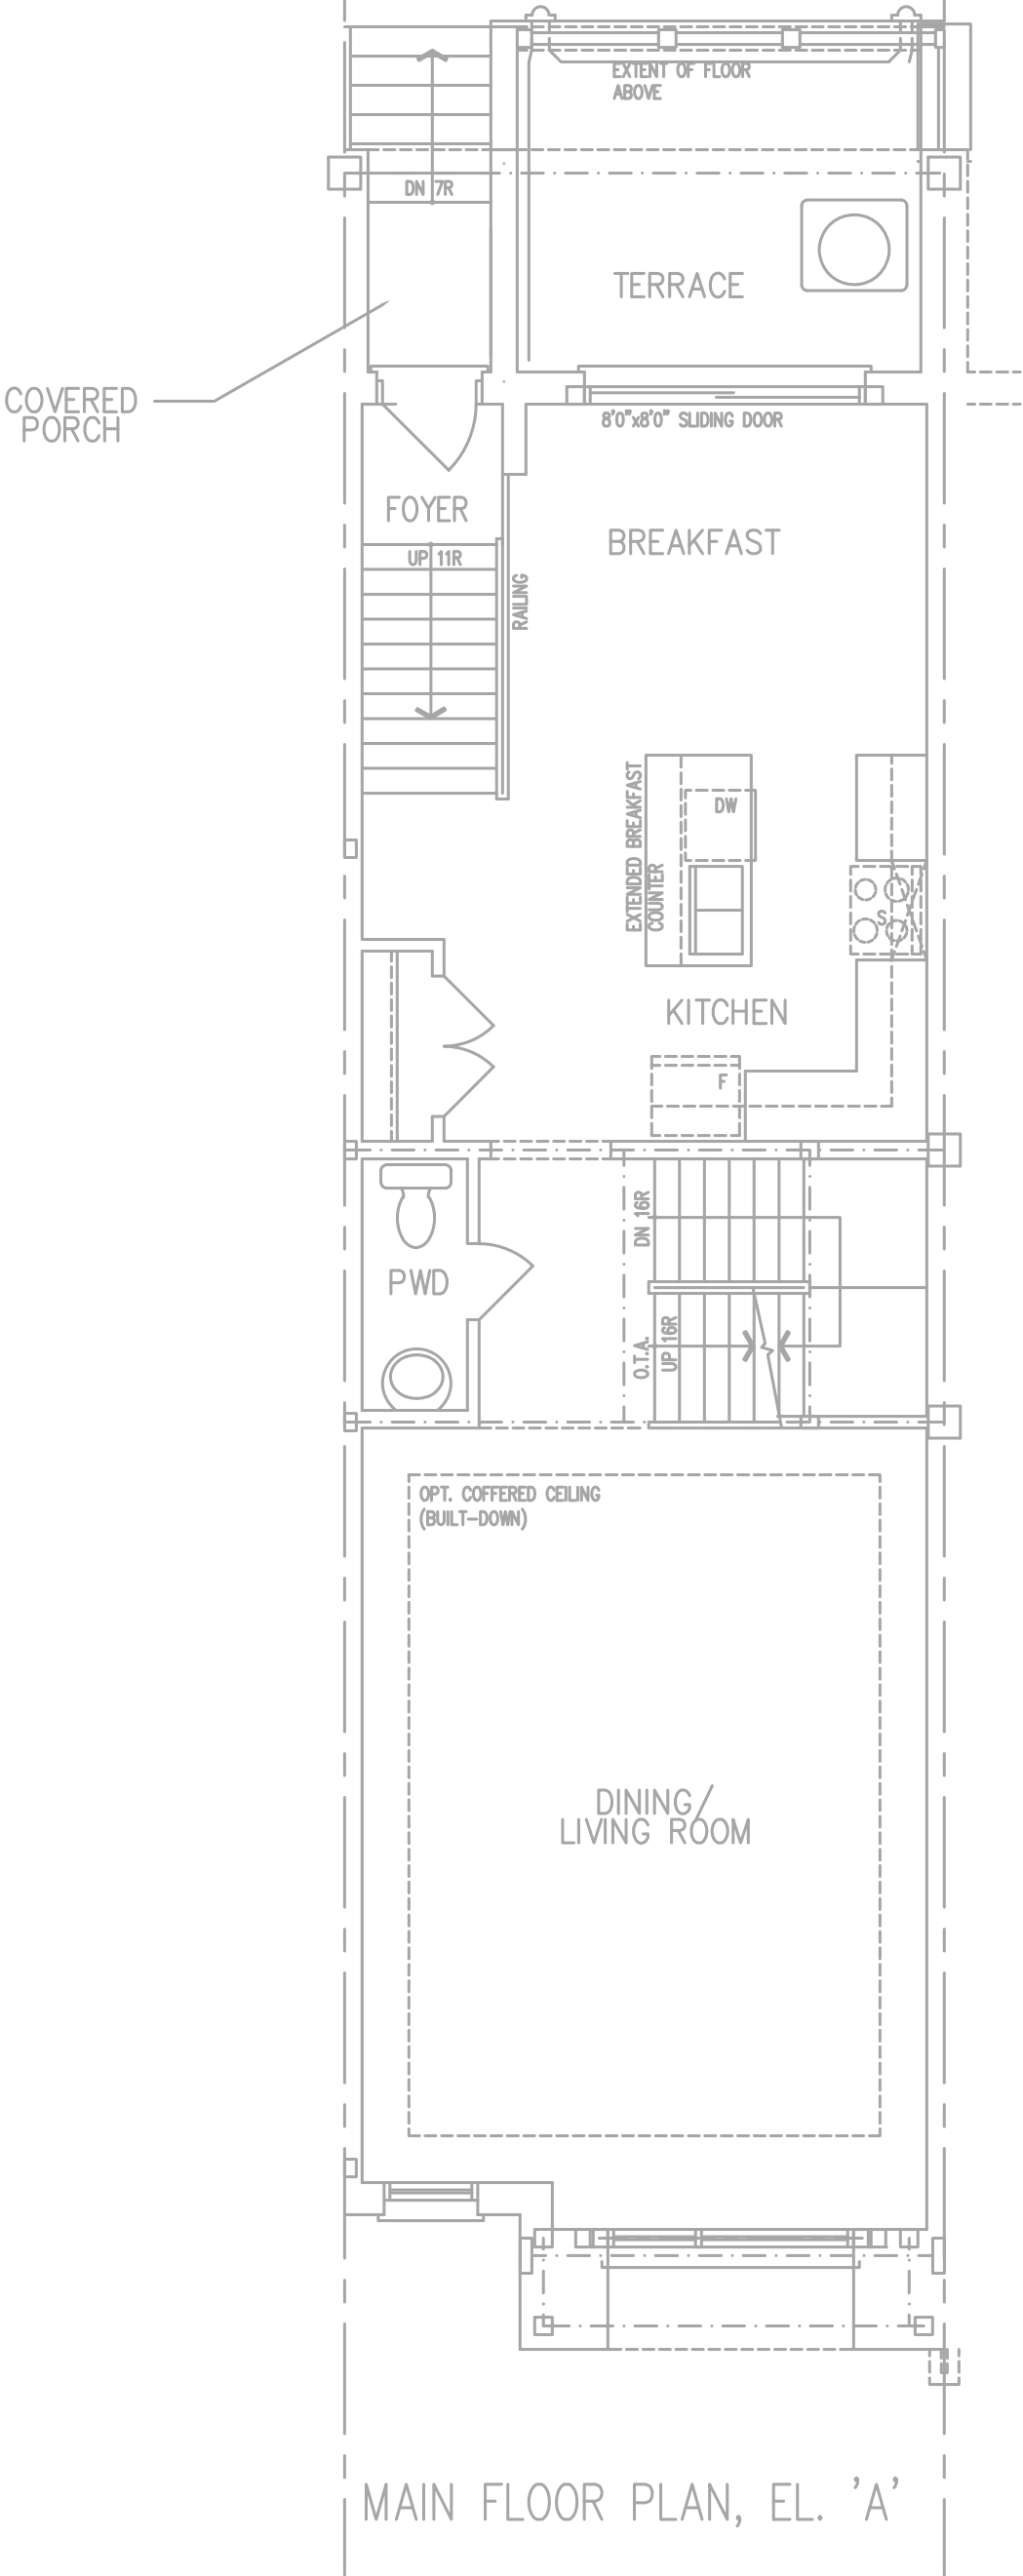 EXTENT OF FLOOR
ABOVE
DN 7R
TERRACE
COVERED
PORCH
8'0"x8'0" SLIDING DOOR
FOYER
BREAKFAST
UP 11R
RAILING
EXTENDED BREAKFAST
COUNTER
DW
S
KITCHEN
F
DN 16R
PWD
O.T.A.
UP 16R
OPT. COFFERED CEILING
(BUILT-DOWN)
DINING/
LIVING ROOM
MAIN FLOOR PLAN, EL. 'A'